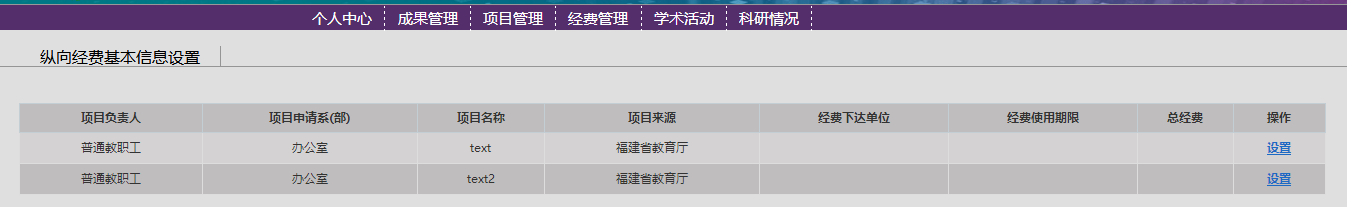 个人中心 成果管理 项目管理 经费管理 学术活动 科研情况
纵向经费基本信息设置
项目负责人 项目申请系(部) 项目名称 项目来源 经费下达单位 经费使用期限 总经费 操作
普通教职工 办公室 text 福建省教育厅 设置
普通教职工 办公室 text2 福建省教育厅 设置